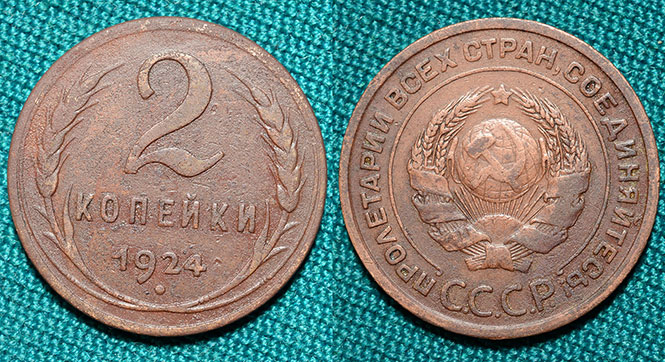 2
КОПЕЙКИ
1924
ПРОЛЕТАРИИ ВСЕХ СТРАН, СОЕДИНЯЙТЕСЬ!
С.С.С.Р.